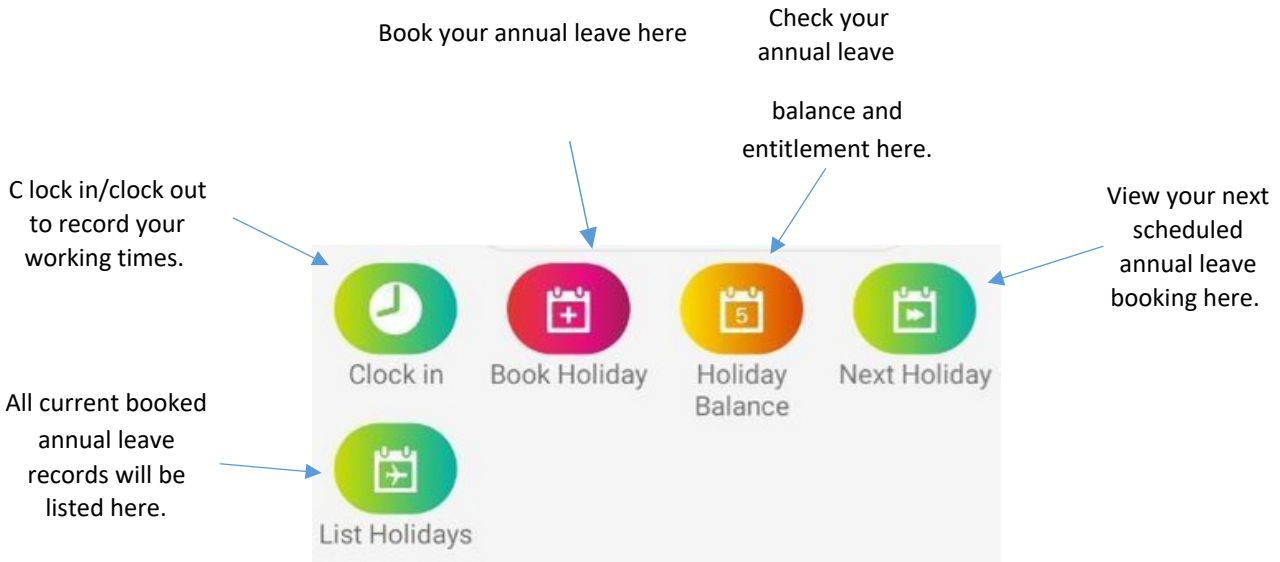 Book your annual leave here
Check your
annual leave
balance and
entitlement here.
C lock in/clock out
to record your
working times.
View your next
scheduled
annual leave
booking here.
Clock in
Book Holiday
5
Holiday
Balance
Next Holiday
All current booked
annual leave
records will be
listed here.
List Holidays